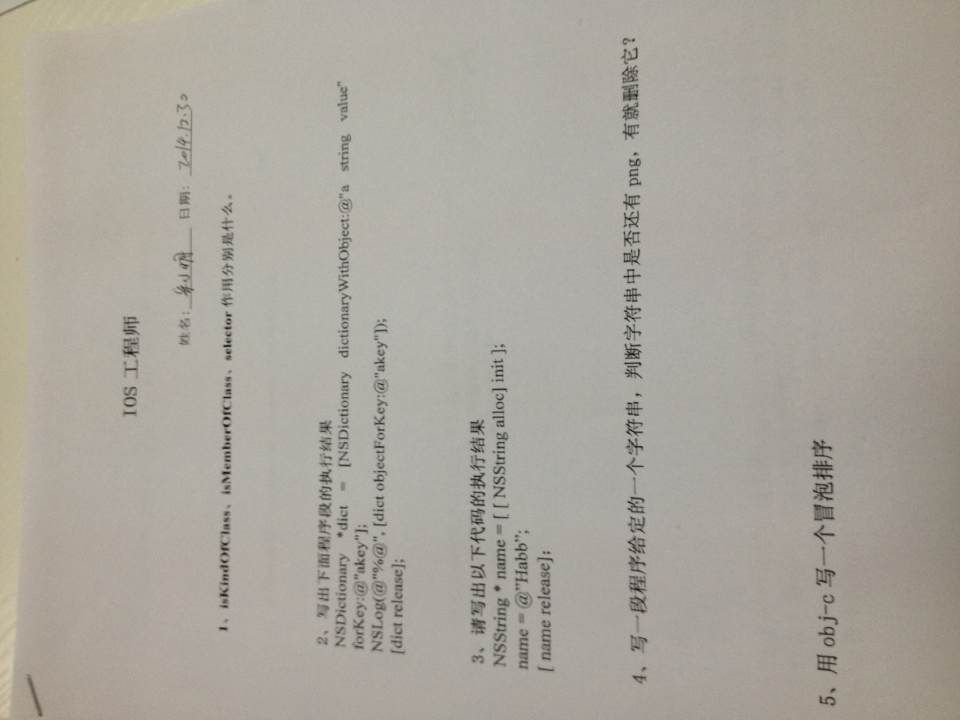 IOS 工程师
姓名: 日期: 2014.12.30
1、isKindOfClass、isMemberOfClass、selector 作用分别是什么。
2、写出下面程序段的执行结果
NSDictionary *dict = [NSDictionary dictionaryWithObject:@"a string value"
forKey:@"akey"];
NSLog(@"%@", [dict objectForKey:@"akey"]);
[dict release];
3、请写出以下代码的执行结果
NSString * name = [ [ NSString alloc] init ];
name = @”Habb”;
[ name release];
4、写一段程序给定的一个字符串，判断字符串中是否还有 png，有就删除它？
5、用 obj-c 写一个冒泡排序